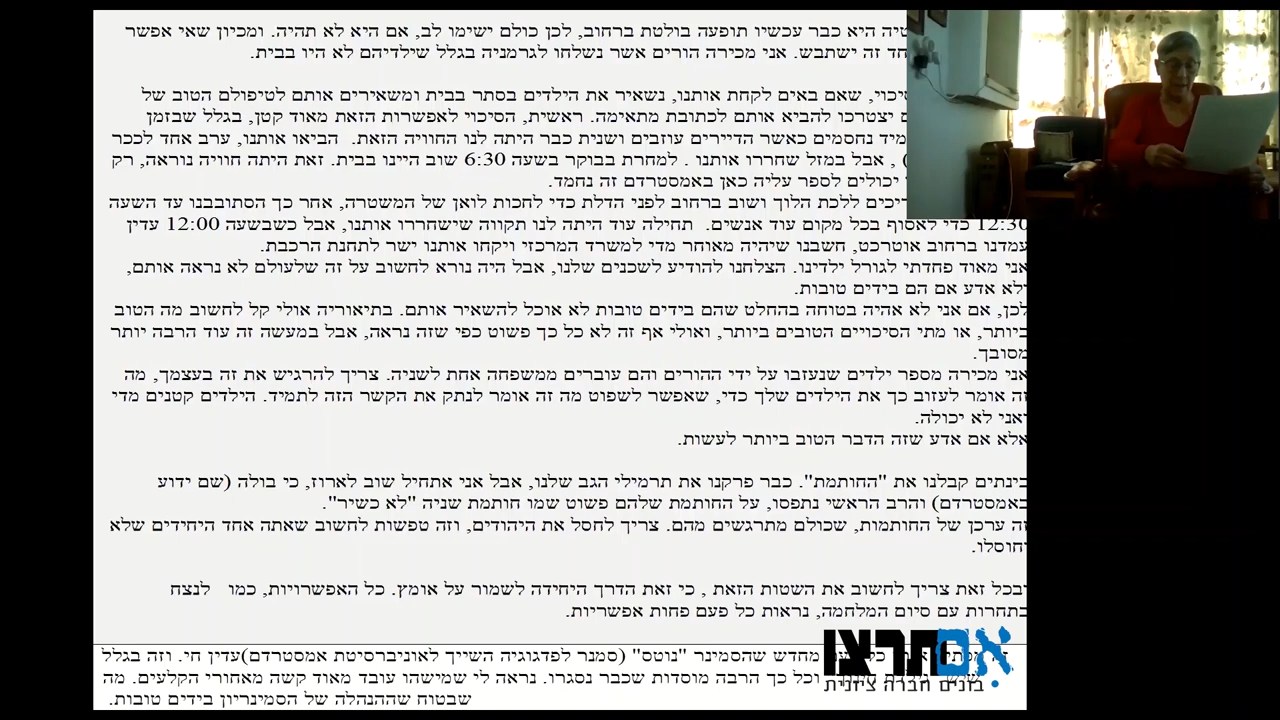 היא כבר עכשיו תופעה בולטת ברחוב, לכן כולם ישימו לב, אם היא לא תהיה. ומכיון שאי אפשר
זה ישתבש. אני מכירה הורים אשר נשלחו לגרמניה בגלל שילדיהם לא היו בבית.
שאם באים לקחת אותנו, נשאיר את הילדים בסתר בבית ומשאירים אותם לטיפולם הטוב של
יצטרכו להביא אותם לכתובת מתאימה. ראשית, הסיכוי לאפשרות הזאת מאוד קטן, בגלל שבזמן
נחסמים כאשר הדיירים עוזבים ושנית כבר היתה לנו החוויה הזאת. הביאו אותנו, ערב אחד לככר
) , אבל במזל שחררו אותנו . למחרת בבוקר בשעה 6:30 שוב היינו בבית. זאת היתה חוויה נוראה, רק
יכולים לספר עליה כאן באמסטרדם זה נחמד.
ללכת הלוך ושוב ברחוב לפני הדלת כדי לחכות לואן של המשטרה, אחר כך הסתובבנו עד השעה
12:30 כדי לאסוף בכל מקום עוד אנשים. תחילה עוד היתה לנו תקווה שישחררו אותנו, אבל כשבשעה 12:00 עדין
עמדנו ברחוב אוטרכט, חשבנו שיהיה מאוחר מדי למשרד המרכזי ויקחו אותנו ישר לתחנת הרכבת.
אני מאוד פחדתי לגורל ילדינו. הצלחנו להודיע לשכנים שלנו, אבל היה נורא לחשוב על זה שלעולם לא נראה אותם,
ולא אדע אם הם בידים טובות.
לכן, אם אני לא אהיה בטוחה בהחלט שהם בידים טובות לא אוכל להשאיר אותם. בתיאוריה אולי קל לחשוב מה הטוב
ביותר, או מתי הסיכויים הטובים ביותר, ואולי אף זה לא כל כך פשוט כפי שזה נראה, אבל במעשה זה עוד הרבה יותר
מסובך.
אני מכירה מספר ילדים שנעזבו על ידי ההורים והם עוברים ממשפחה אחת לשניה. צריך להרגיש את זה בעצמך, מה
זה אומר לעזוב כך את הילדים שלך כדי, שאפשר לשפוט מה זה אומר לנתק את הקשר הזה לתמיד. הילדים קטנים מדי
ואני לא יכולה.
אלא אם אדע שזה הדבר הטוב ביותר לעשות.
בינתים קבלנו את "החותמת". כבר פרקנו את תרמילי הגב שלנו, אבל אני אתחיל שוב לארוז, כי בולה (שם ידוע
באמסטרדם) והרב הראשי נתפסו, על החותמת שלהם פשוט שמו חותמת שניה "לא כשיר".
זה ערכן של החותמות, שכולם מתרגשים מהם. צריך לחסל את היהודים, וזה טפשות לחשוב שאתה אחד היחידים שלא
יחוסלו.
ובכל זאת צריך לחשוב את השטות הזאת , כי זאת הדרך היחידה לשמור על אומץ. כל האפשרויות, כמו לנצח
בתחרות עם סיום המלחמה, נראות כל פעם פחות אפשריות.
מחדש שהסמינר "נוטס" (סמנר לפדגוגיה השייך לאוניברסיטת אמסטרדם)עדין חי. וזה בגלל
וכל כך הרבה מוסדות שכבר נסגרו. נראה לי שמישהו עובד מאוד קשה מאחורי הקלעים. מה
שבטוח שההנהלה של הסמינריון בידים טובות.
אם תרצו
בונים חברה ציונית